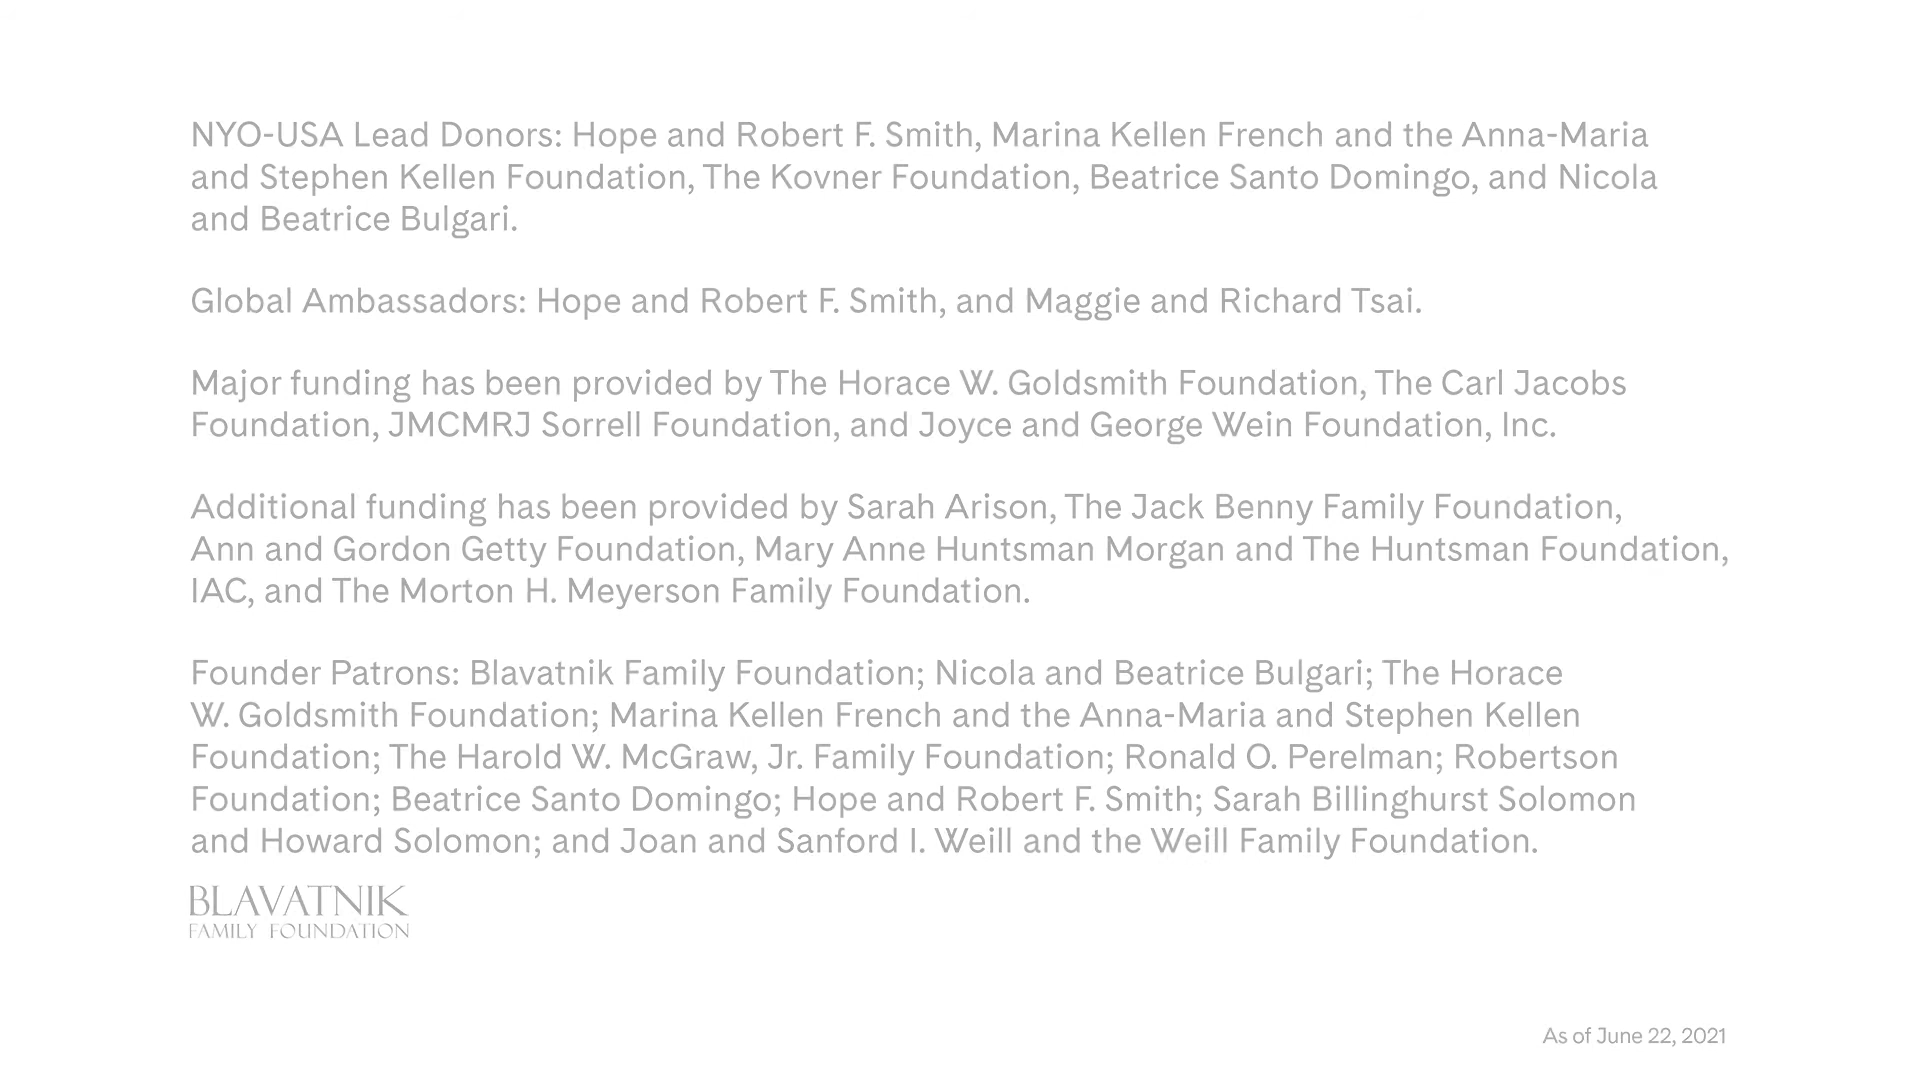 NYO-USA Lead Donors: Hope and Robert F. Smith, Marina Kellen French and the Anna-Maria
and Stephen Kellen Foundation, The Kovner Foundation, Beatrice Santo Domingo, and Nicola
and Beatrice Bulgari.
Global Ambassadors: Hope and Robert F. Smith, and Maggie and Richard Tsai.
Major funding has been provided by The Horace W. Goldsmith Foundation, The Carl Jacobs
Foundation, JMCMRJ Sorrell Foundation, and Joyce and George Wein Foundation, Inc.
Additional funding has been provided by Sarah Arison, The Jack Benny Family Foundation,
Ann and Gordon Getty Foundation, Mary Anne Huntsman Morgan and The Huntsman Foundation,
IAC, and The Morton H. Meyerson Family Foundation.
Founder Patrons: Blavatnik Family Foundation; Nicola and Beatrice Bulgari; The Horace
W. Goldsmith Foundation; Marina Kellen French and the Anna-Maria and Stephen Kellen
Foundation; The Harold W. McGraw, Jr. Family Foundation; Ronald O. Perelman; Robertson
Foundation; Beatrice Santo Domingo; Hope and Robert F. Smith; Sarah Billinghurst Solomon
and Howard Solomon; and Joan and Sanford I. Weill and the Weill Family Foundation.
BLAVATNIK
FAMILY FOUNDATION
As of June 22, 2021